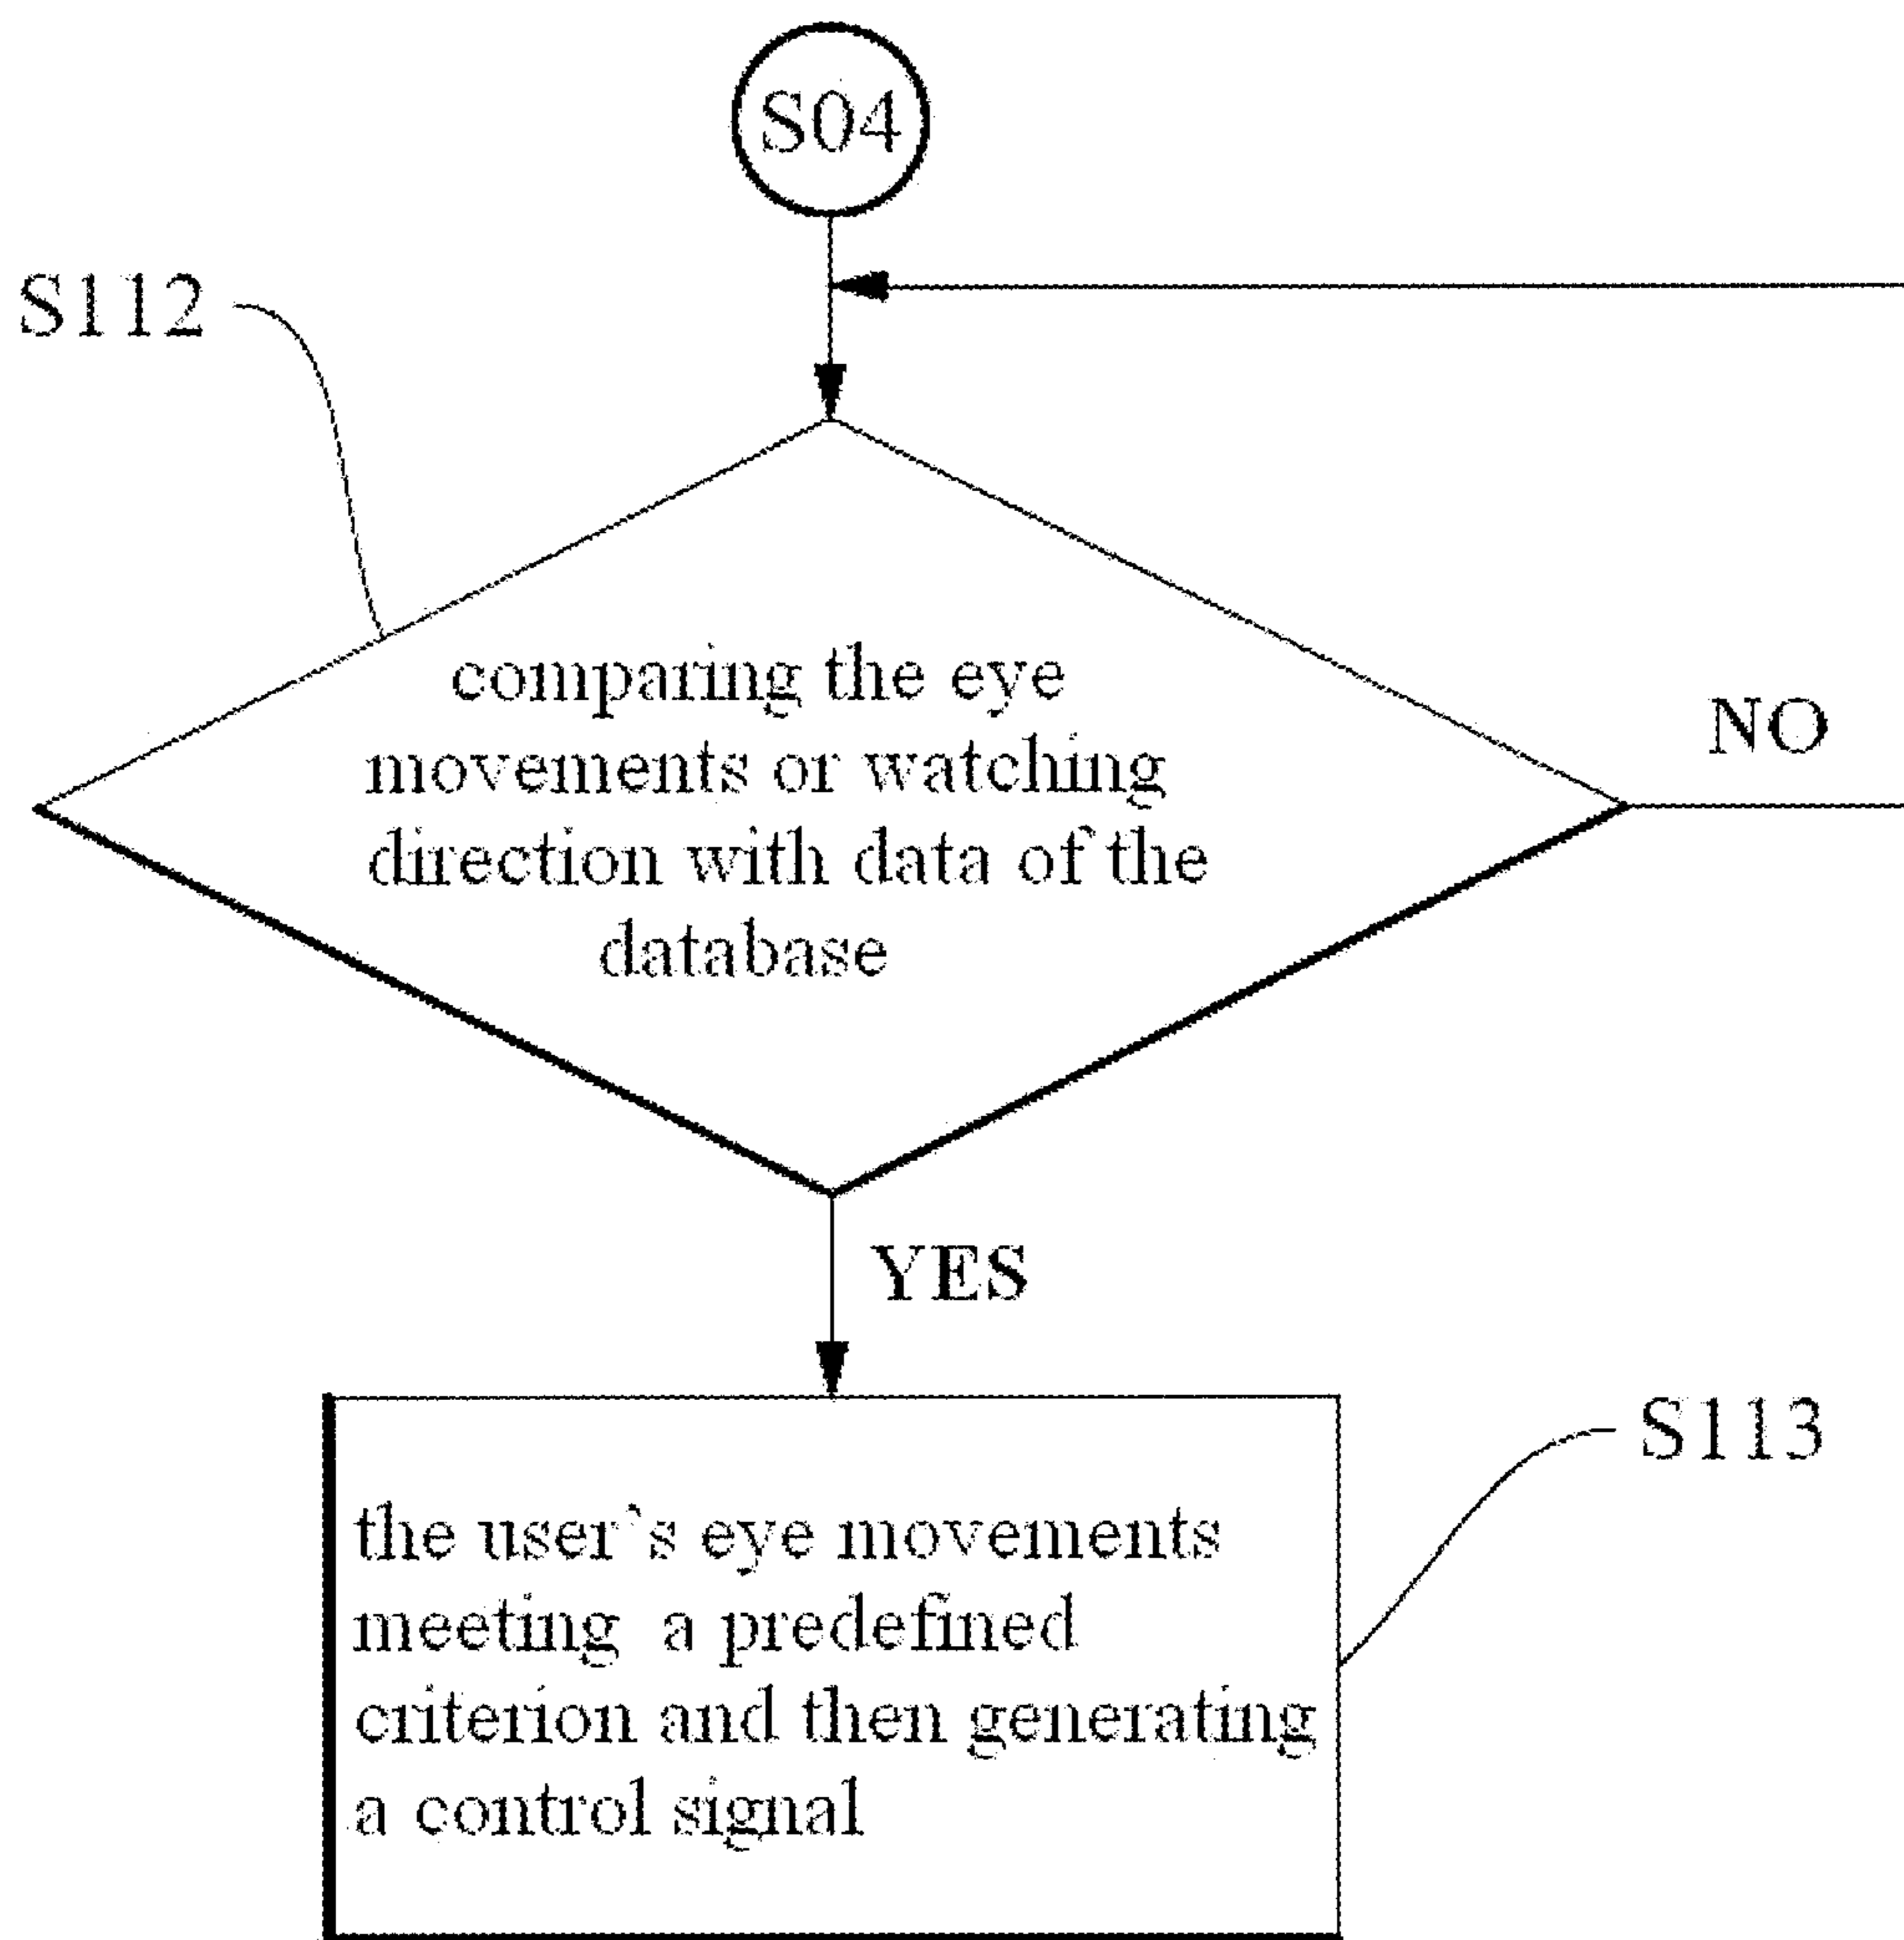 S04
S112
comparing the eye
movements or watching
direction with data of the
database
NO
YES
S113
the user's eye movements
meeting a predefined
criterion and then generating
a control signal